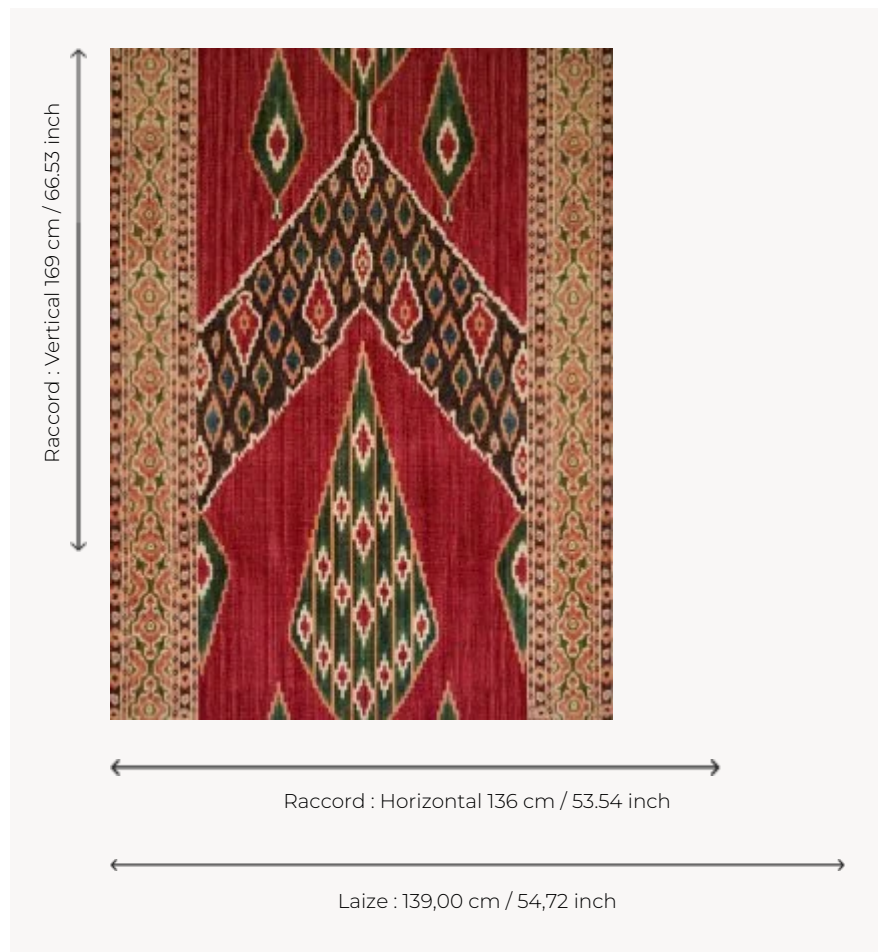 Raccord : Vertical 169 cm / 66.53 inch
Raccord : Horizontal 136 cm / 53.54 inch
Laize : 139,00 cm / 54,72 inch